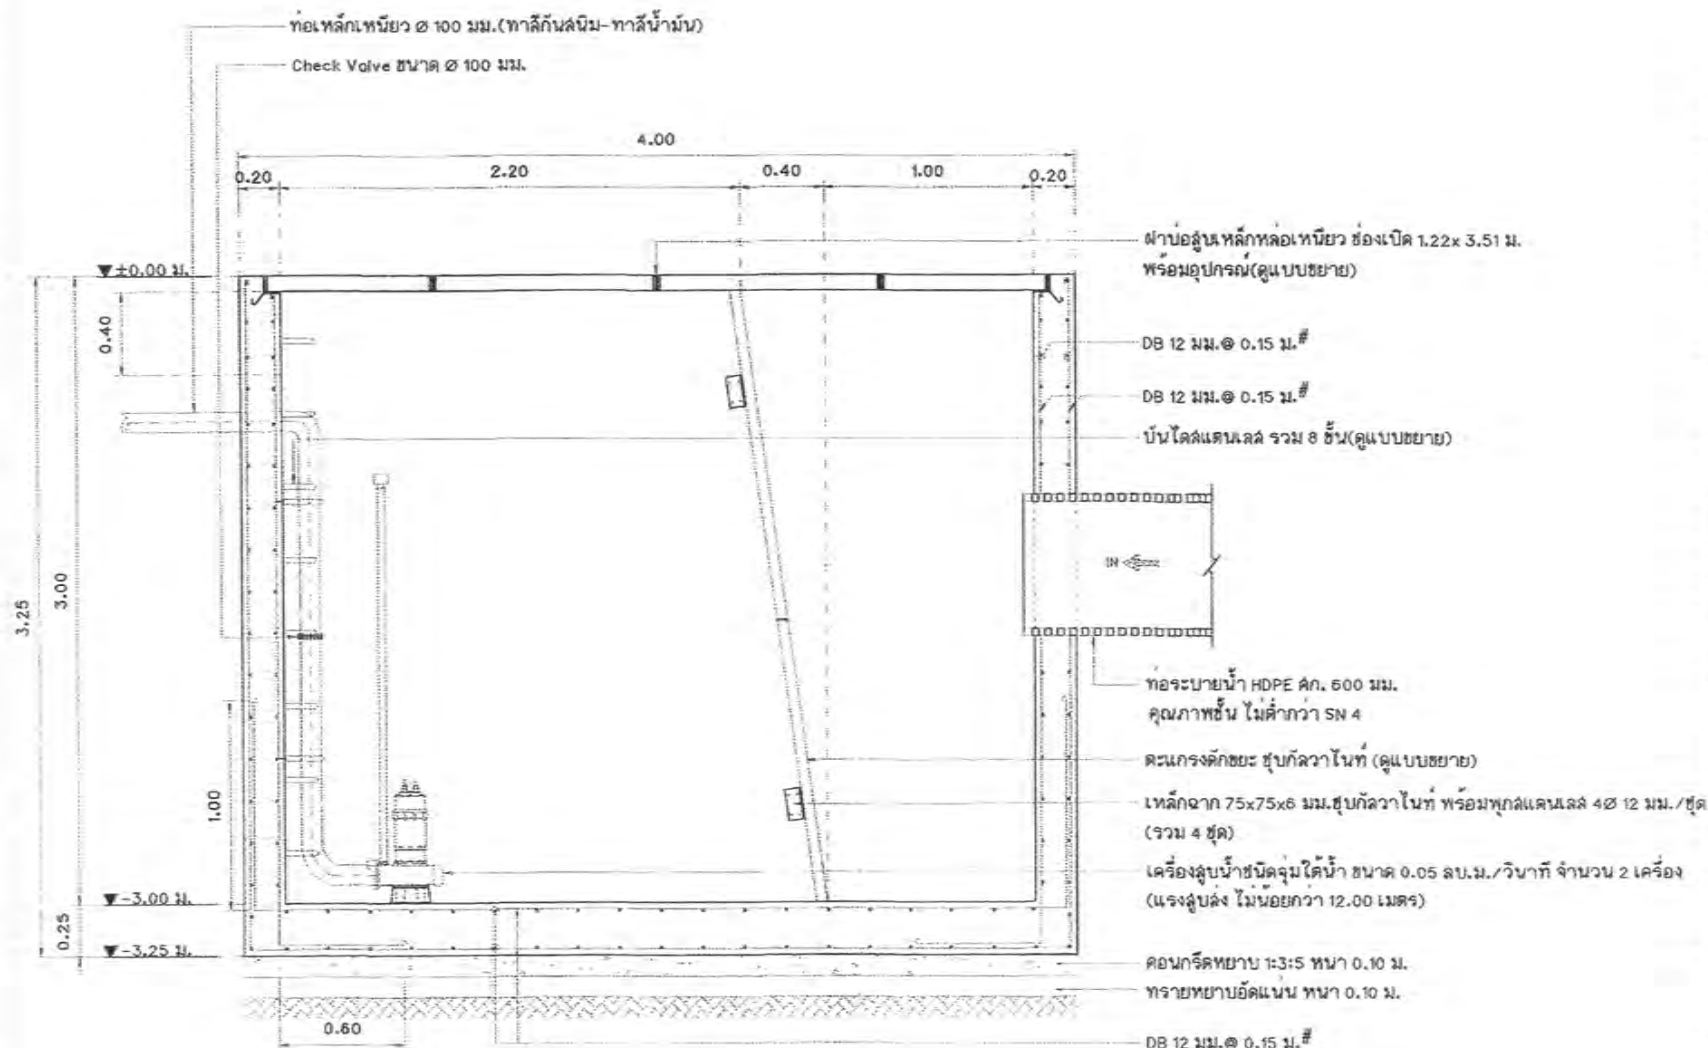 ท่อเหล็กเหนียว Ø 100 มม.(ทาสีกันสนิม-ทาสีน้ำมัน)
Check Valve ขนาด Ø 100 มม.
4.00
0.20 2.20 0.40 1.00 0.20
ฝาบ่อสูบเหล็กหล่อเหนียว ช่องเปิด 1.22x 3.51 ม.
พร้อมอุปกรณ์(ดูแบบขยาย)
▼±0.00 ม.
0.40
DB 12 มม.@ 0.15 ม.#
DB 12 มม.@ 0.15 ม.#
บันไดสแตนเลส รวม 8 ขั้น(ดูแบบขยาย)
IN
3.25
3.00
ท่อระบายน้ำ HDPE ศก. 600 มม.
คุณภาพชั้น ไม่ต่ำกว่า SN 4
ตะแกรงดักขยะ ชุบกัลวาไนท์ (ดูแบบขยาย)
1.00
เหล็กฉาก 75x75x6 มม.ชุบกัลวาไนท์ พร้อมพุกสแตนเลส 4Ø 12 มม./ชุด
(รวม 4 ชุด)
เครื่องสูบน้ำชนิดจุ่มใต้น้ำ ขนาด 0.05 ลบ.ม./วินาที จำนวน 2 เครื่อง
(แรงสูบส่ง ไม่น้อยกว่า 12.00 เมตร)
▼-3.00 ม.
0.25
▼-3.25 ม.
คอนกรีตหยาบ 1:3:5 หนา 0.10 ม.
ทรายหยาบอัดแน่น หนา 0.10 ม.
0.60
DB 12 มม.@ 0.15 ม.#